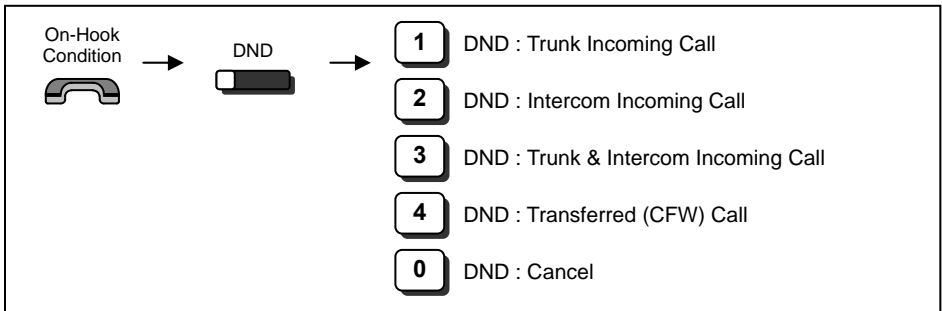 On-Hook
Condition
DND
1 DND : Trunk Incoming Call
2 DND : Intercom Incoming Call
3 DND : Trunk & Intercom Incoming Call
4 DND : Transferred (CFW) Call
0 DND : Cancel